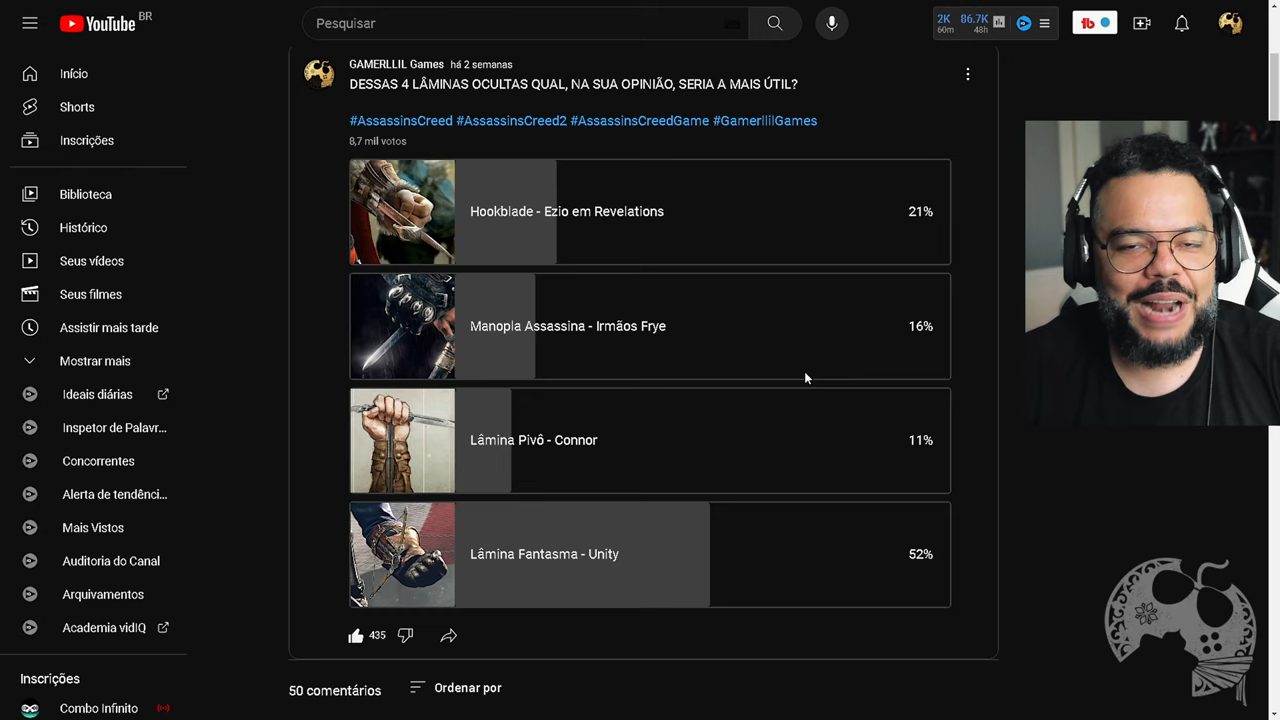 YouTube BR
Pesquisar
2K 86.7K
60m 48h
tb
Início
Shorts
Inscrições
Biblioteca
Histórico
Seus vídeos
Seus filmes
Assistir mais tarde
Mostrar mais
Ideais diárias
Inspetor de Palavr...
Concorrentes
Alerta de tendênci...
Mais Vistos
Auditoria do Canal
Arquivamentos
Academia vidIQ
Inscrições
Combo Infinito
GAMERLLIL Games há 2 semanas
DESSAS 4 LÂMINAS OCULTAS QUAL, NA SUA OPINIÃO, SERIA A MAIS ÚTIL?
#AssassinsCreed #AssassinsCreed2 #AssassinsCreedGame #GamerllilGames
8,7 mil votos
Hookblade - Ezio em Revelations 21%
Manopla Assassina - Irmãos Frye 16%
Lâmina Pivô - Connor 11%
Lâmina Fantasma - Unity 52%
435
50 comentários Ordenar por